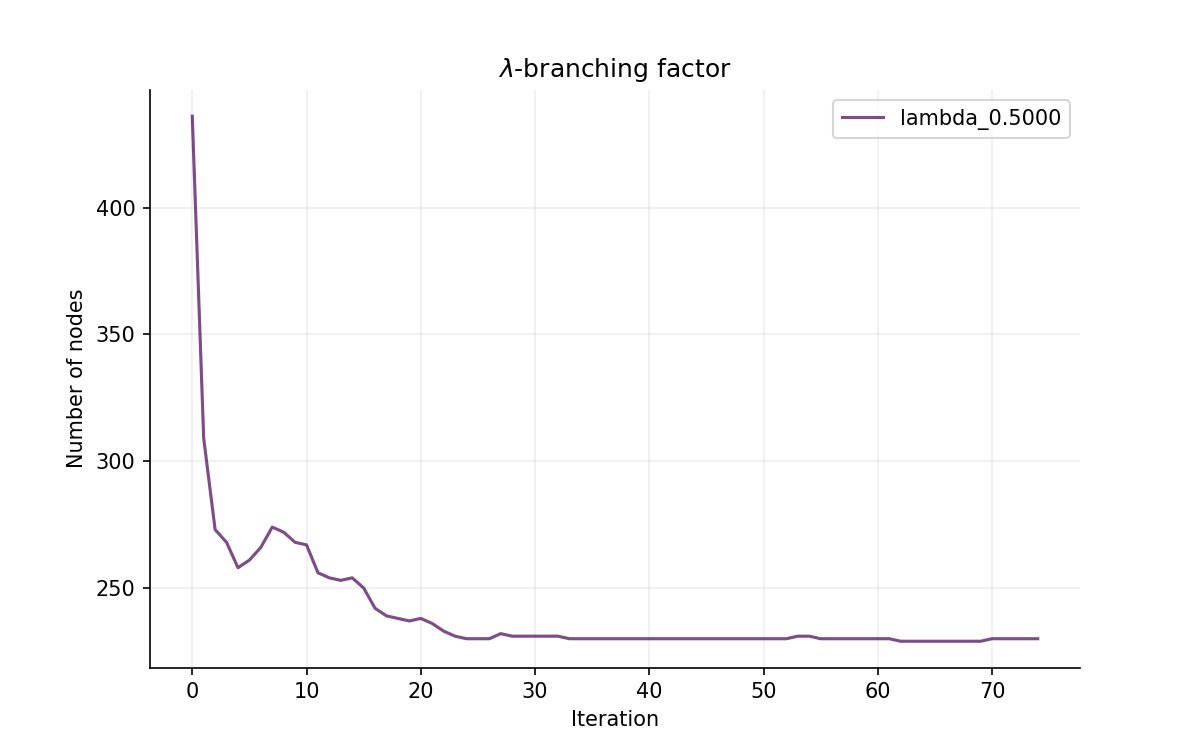 λ-branching factor
lambda_0.5000
Number of nodes
400
350
300
250
0 10 20 30 40 50 60 70
Iteration